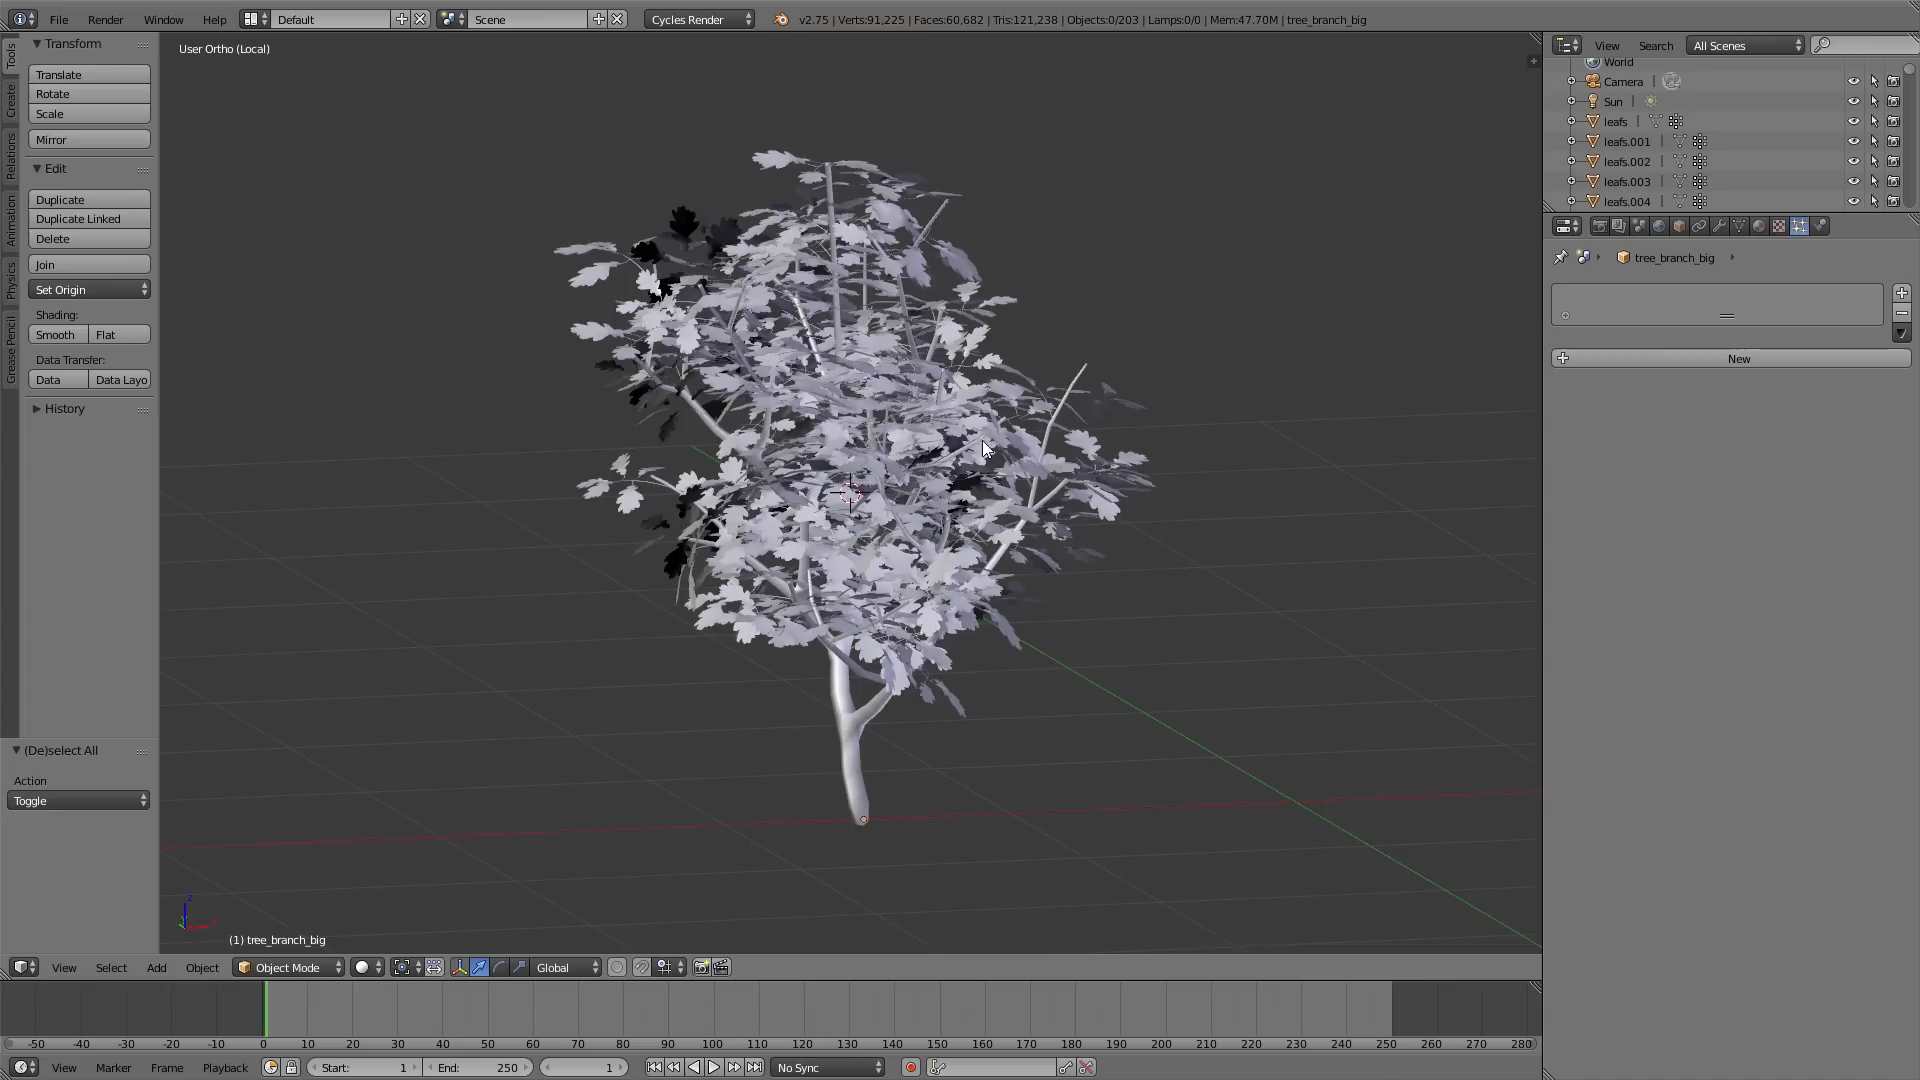 File Render Window Help Default Scene Cycles Render v2.75 | Verts:91,225 | Faces:60,682 | Tris:121,238 | Objects:0/203 | Lamps:0/0 | Mem:47.70M | tree_branch_big
Tools
Create
Relations
Animation
Physics
Grease Pencil
Transform
Translate
Rotate
Scale
Mirror
Edit
Duplicate
Duplicate Linked
Delete
Join
Set Origin
Shading:
Smooth Flat
Data Transfer:
Data Data Layo
History
(De)select All
Action
Toggle
User Ortho (Local)
(1) tree_branch_big
View Search All Scenes
World
Camera
Sun
leafs
leafs.001
leafs.002
leafs.003
leafs.004
tree_branch_big
New
View Select Add Object Object Mode Global
-50 -40 -30 -20 -10 0 10 20 30 40 50 60 70 80 90 100 110 120 130 140 150 160 170 180 190 200 210 220 230 240 250 260 270 280
View Marker Frame Playback Start: 1 End: 250 1 No Sync